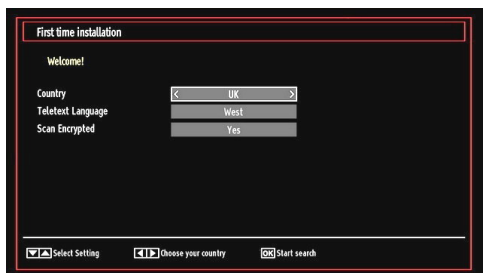 First time installation
Welcome!
Country < UK >
Teletext Language West
Scan Encrypted Yes
Select Setting Choose your country OK Start search